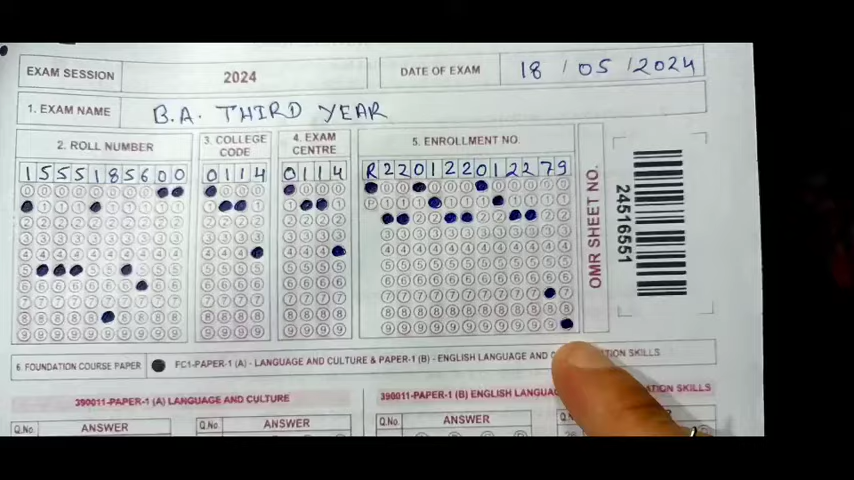 EXAM SESSION 2024 DATE OF EXAM 18 / 05 / 2024
1. EXAM NAME B.A. THIRD YEAR
2. ROLL NUMBER 3. COLLEGE CODE 4. EXAM CENTRE 5. ENROLLMENT NO.
1555185600 0114 0114 R220122012279
OMR SHEET NO.
24516551
6. FOUNDATION COURSE PAPER FC1-PAPER-1 (A) - LANGUAGE AND CULTURE & PAPER-1 (B) - ENGLISH LANGUAGE AND SKILLS
390011-PAPER-1 (A) LANGUAGE AND CULTURE 390011-PAPER-1 (B) ENGLISH SKILLS
Q.No. ANSWER Q.No. ANSWER Q.No. ANSWER